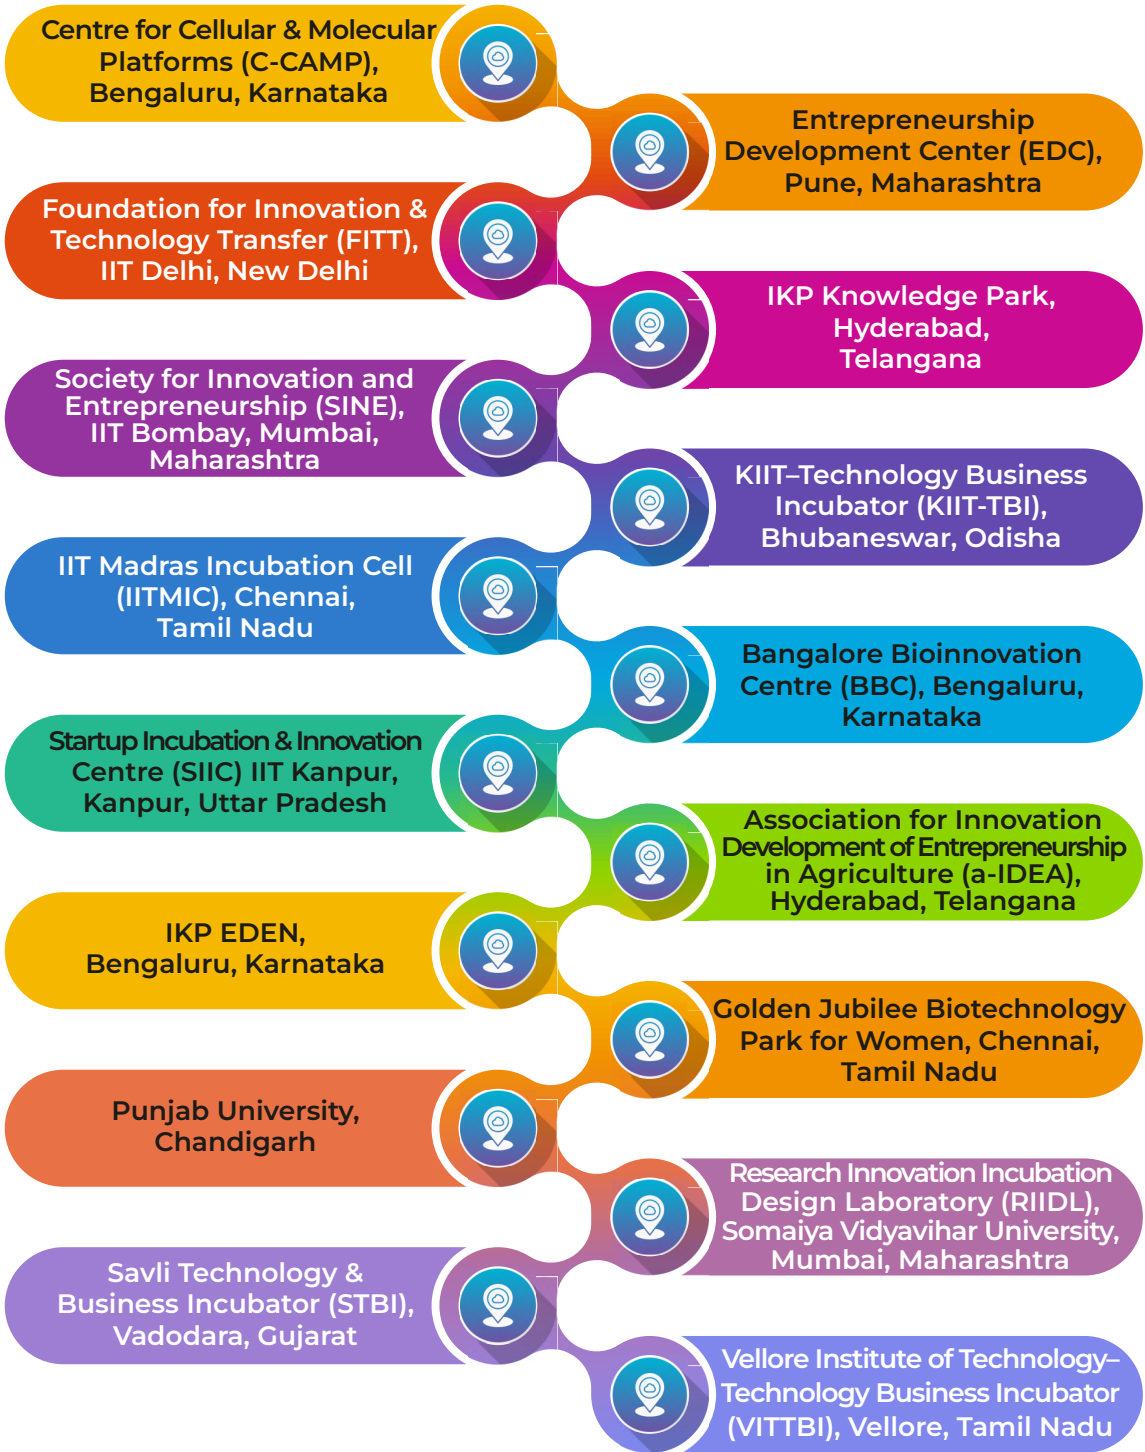 Centre for Cellular & Molecular
Platforms (C-CAMP),
Bengaluru, Karnataka
Entrepreneurship
Development Center (EDC),
Pune, Maharashtra
Foundation for Innovation &
Technology Transfer (FITT),
IIT Delhi, New Delhi
IKP Knowledge Park,
Hyderabad,
Telangana
Society for Innovation and
Entrepreneurship (SINE),
IIT Bombay, Mumbai,
Maharashtra
KIIT–Technology Business
Incubator (KIIT-TBI),
Bhubaneswar, Odisha
IIT Madras Incubation Cell
(IITMIC), Chennai,
Tamil Nadu
Bangalore Bioinnovation
Centre (BBC), Bengaluru,
Karnataka
Startup Incubation & Innovation
Centre (SIIC) IIT Kanpur,
Kanpur, Uttar Pradesh
Association for Innovation
Development of Entrepreneurship
in Agriculture (a-IDEA),
Hyderabad, Telangana
IKP EDEN,
Bengaluru, Karnataka
Golden Jubilee Biotechnology
Park for Women, Chennai,
Tamil Nadu
Punjab University,
Chandigarh
Research Innovation Incubation
Design Laboratory (RIIDL),
Somaiya Vidyavihar University,
Mumbai, Maharashtra
Savli Technology &
Business Incubator (STBI),
Vadodara, Gujarat
Vellore Institute of Technology–
Technology Business Incubator
(VITTBI), Vellore, Tamil Nadu